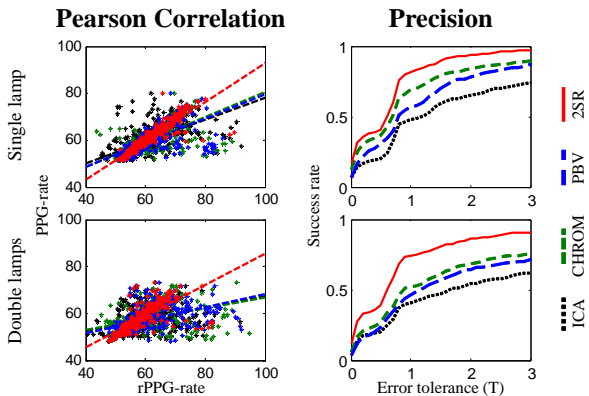 Pearson Correlation
Precision
Single lamp
Double lamps
PPG-rate
100
80
60
40
40 60 80 100
100
80
60
40
40 60 80 100
rPPG-rate
Success rate
1
0.5
0
0 1 2 3
1
0.5
0
0 1 2 3
Error tolerance (T)
2SR
PBV
CHROM
ICA